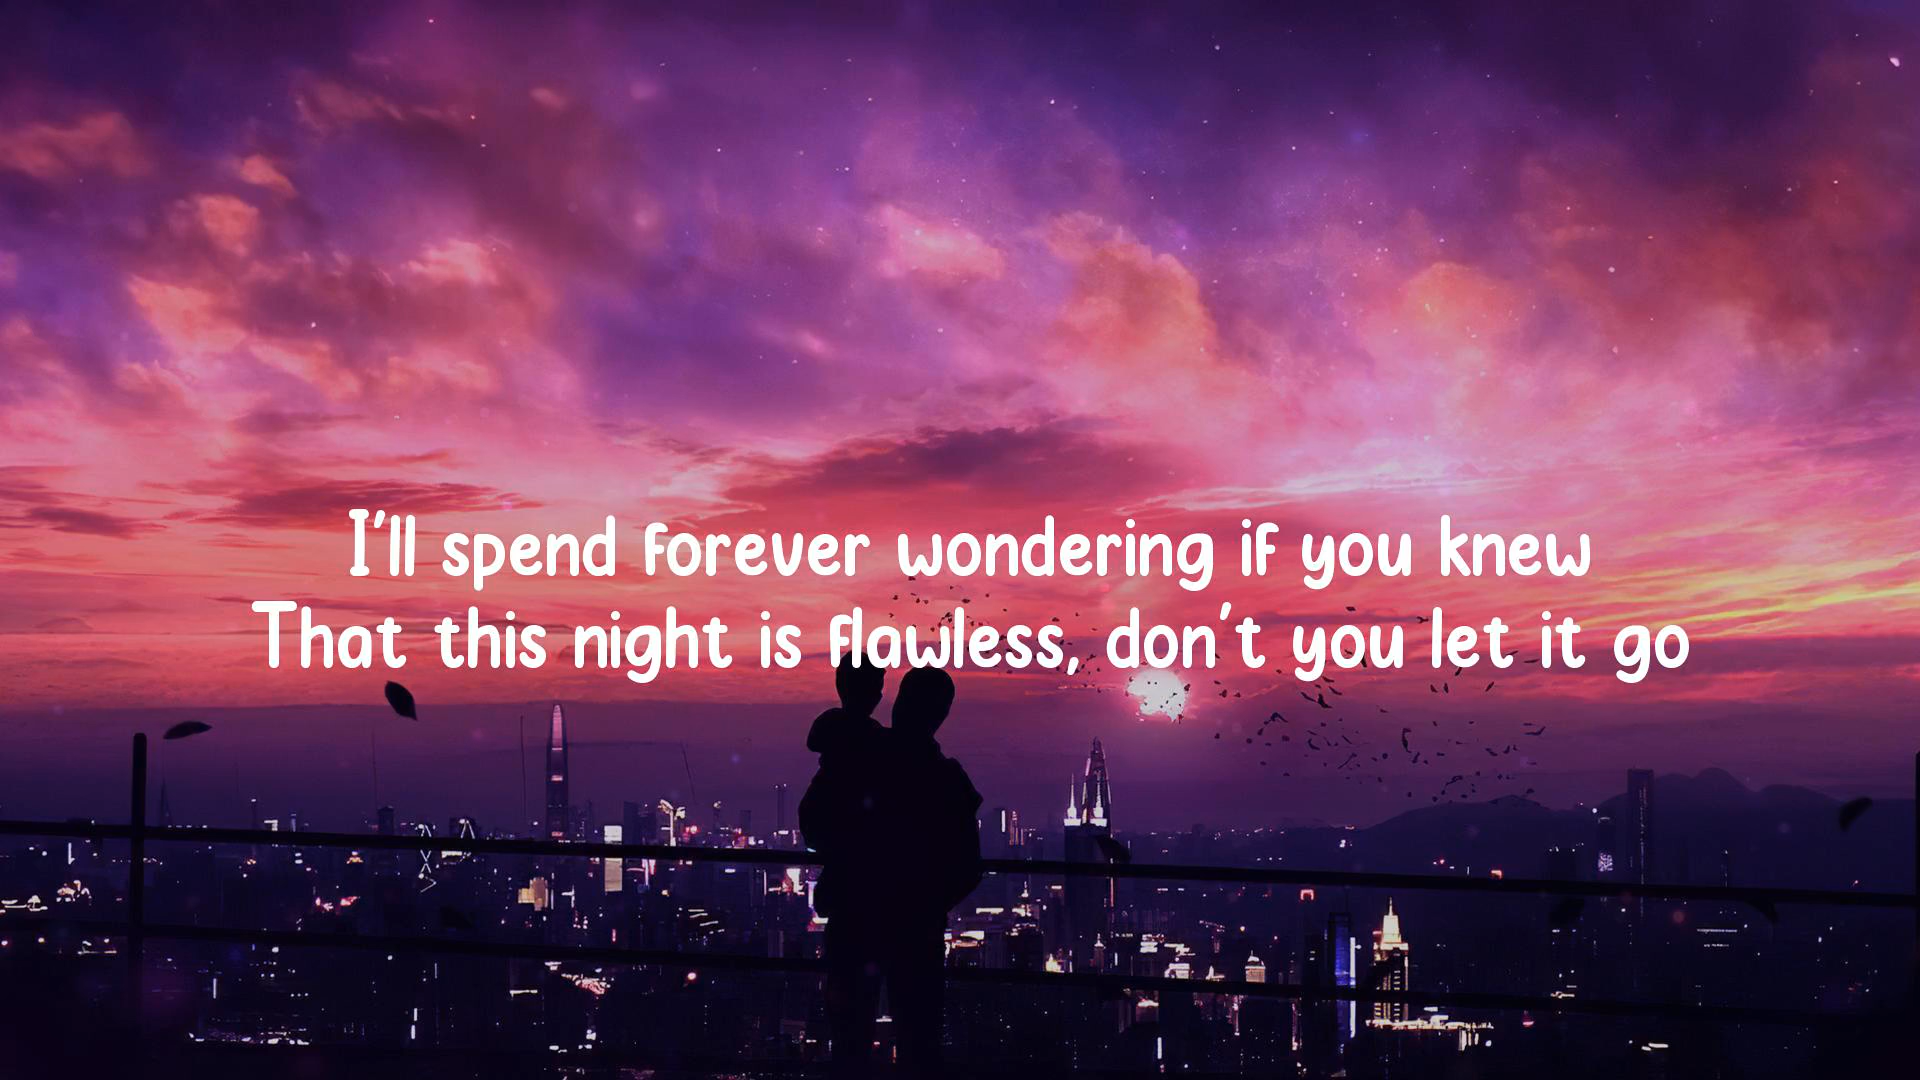 I'll spend forever wondering if you knew
That this night is flawless, don't you let it go